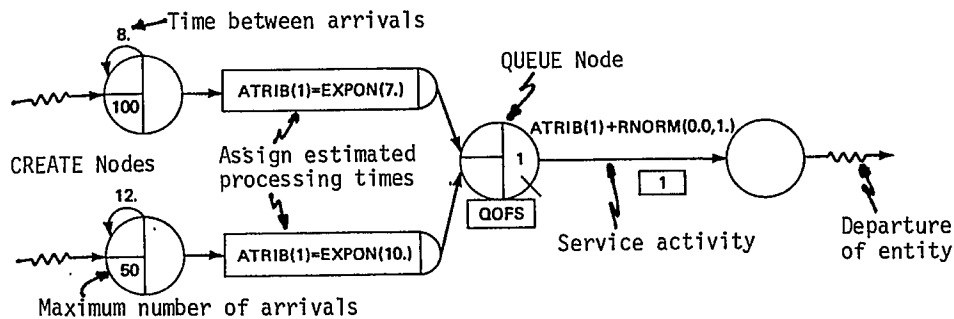 Time between arrivals
8.
QUEUE Node
ATRIB(1)=EXPON(7.)
100
ATRIB(1)+RNORM(0.0,1.)
CREATE Nodes
Assign estimated
processing times
1
1
12.
QOFS
Service activity
Departure
of entity
ATRIB(1)=EXPON(10.)
50
Maximum number of arrivals